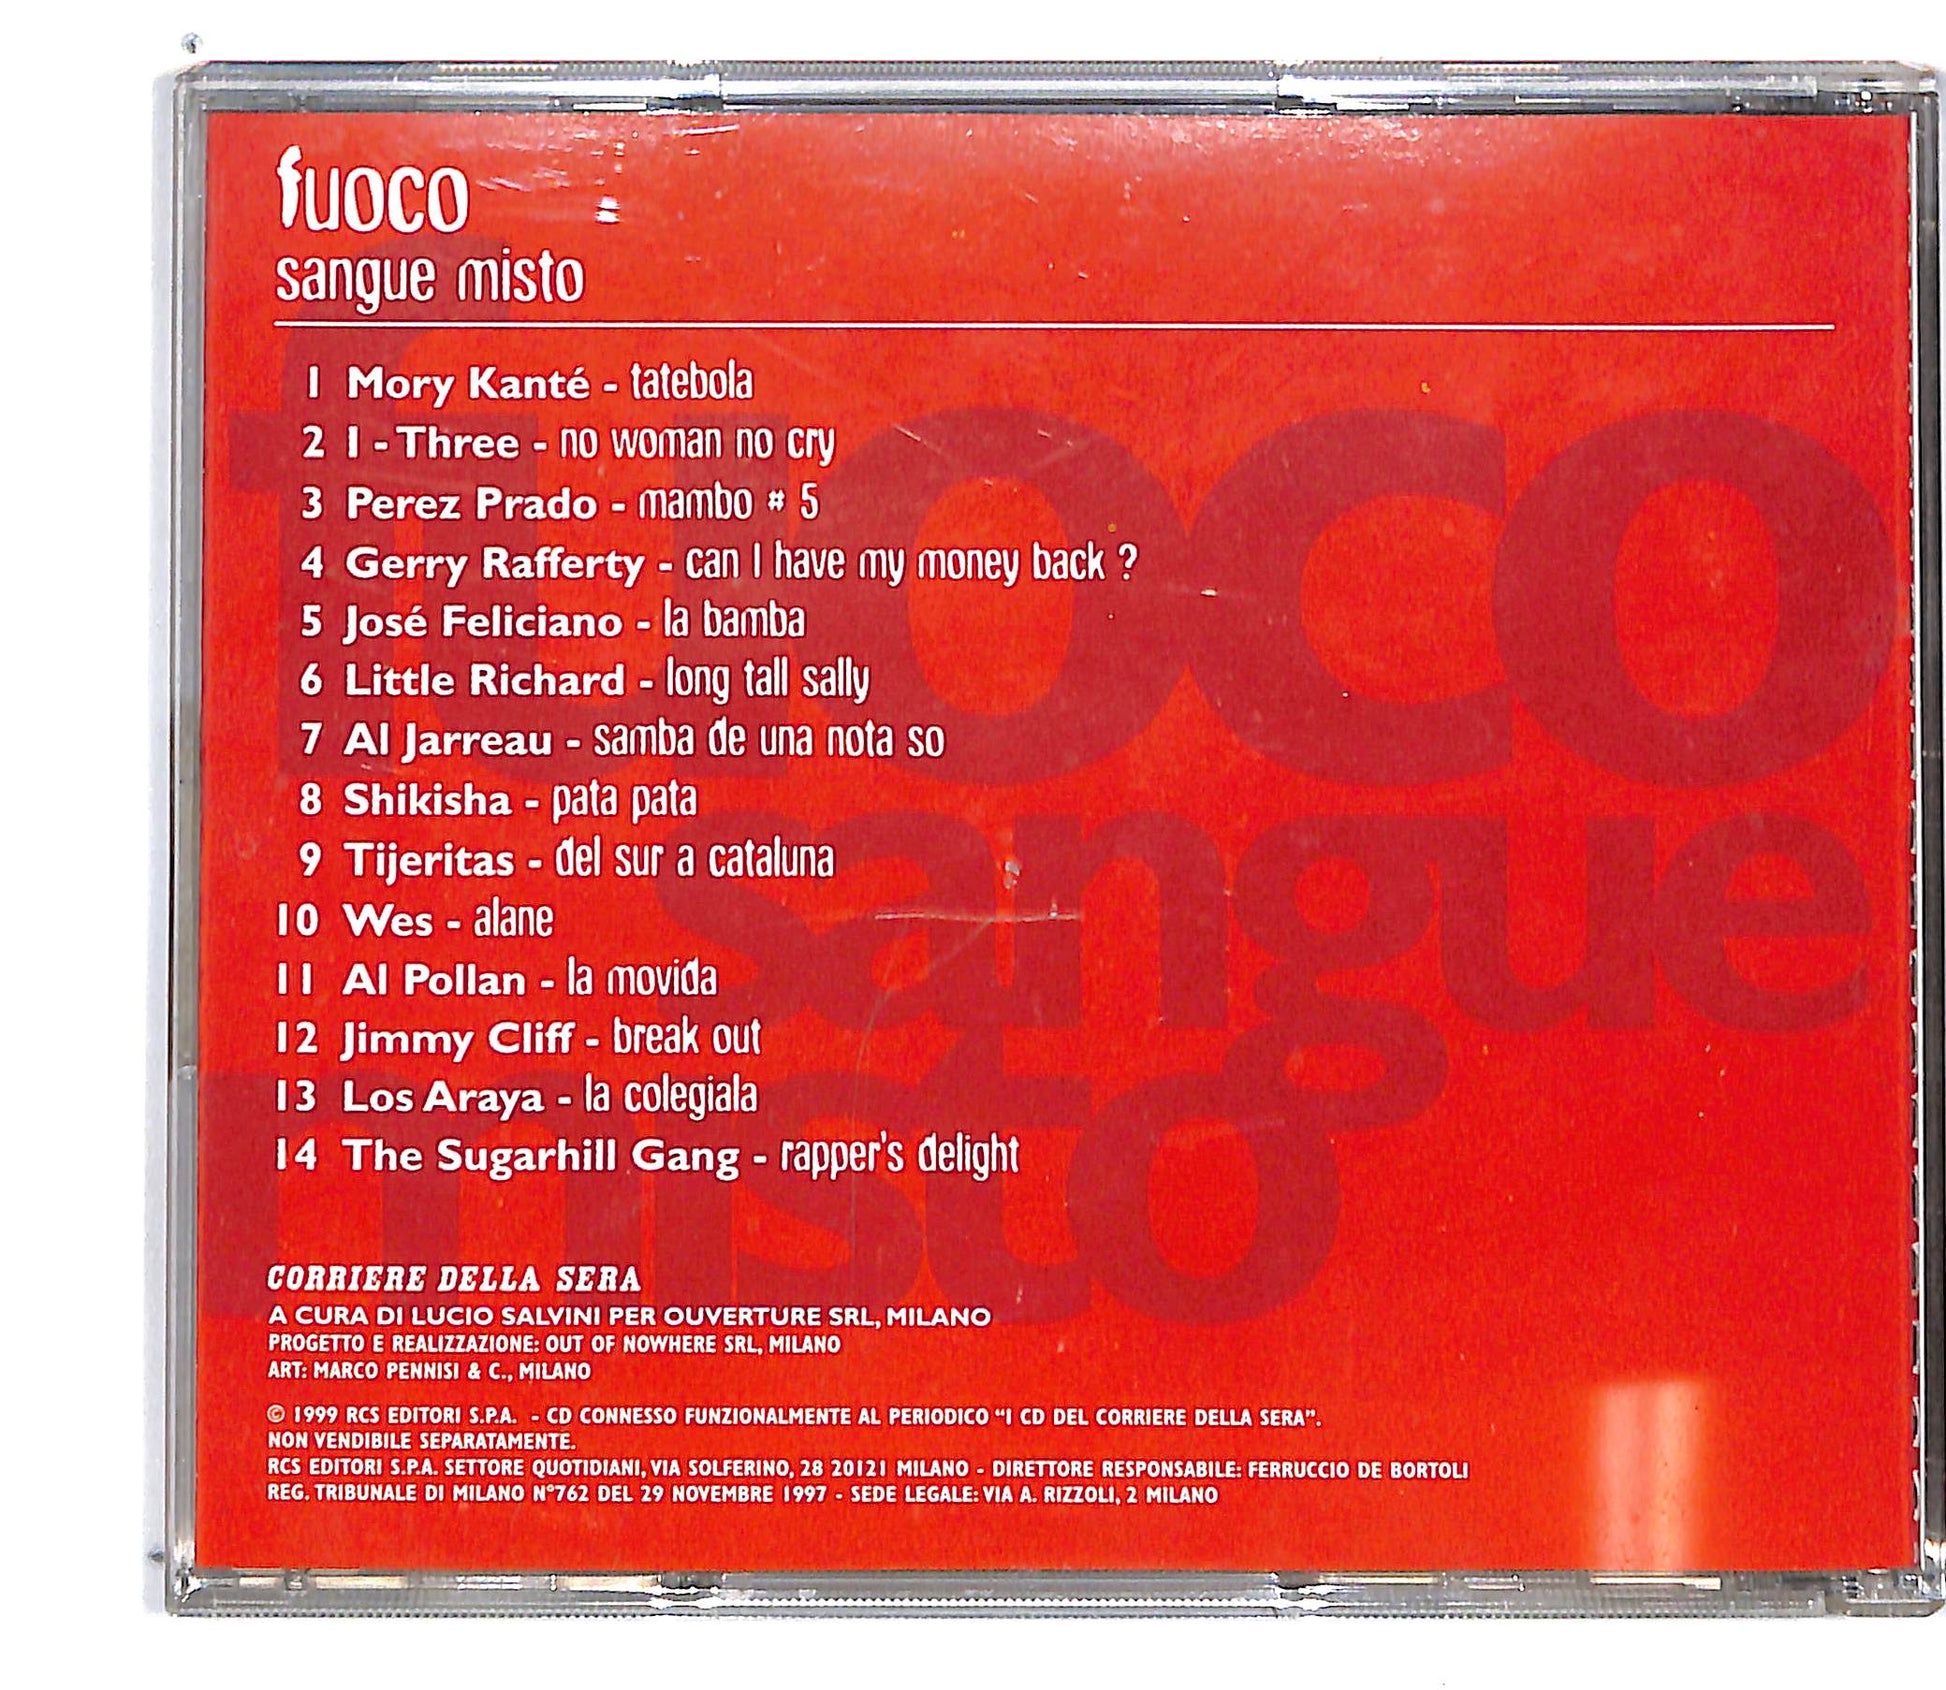 fuoco
sangue misto
1 Mory Kanté - tatebola
2 I - Three - no woman no cry
3 Perez Prado - mambo # 5
4 Gerry Rafferty - can I have my money back ?
5 José Feliciano - la bamba
6 Little Richard - long tall sally
7 Al Jarreau - samba de una nota so
8 Shikisha - pata pata
9 Tijeritas - del sur a cataluna
10 Wes - alane
11 Al Pollan - la movida
12 Jimmy Cliff - break out
13 Los Araya - la colegiala
14 The Sugarhill Gang - rapper's delight
fuoco
sangue
misto
CORRIERE DELLA SERA
A CURA DI LUCIO SALVINI PER OUVERTURE SRL, MILANO
PROGETTO E REALIZZAZIONE: OUT OF NOWHERE SRL, MILANO
ART: MARCO PENNISI & C., MILANO
© 1999 RCS EDITORI S.P.A. - CD CONNESSO FUNZIONALMENTE AL PERIODICO “I CD DEL CORRIERE DELLA SERA”.
NON VENDIBILE SEPARATAMENTE.
RCS EDITORI S.P.A. SETTORE QUOTIDIANI, VIA SOLFERINO, 28 20121 MILANO - DIRETTORE RESPONSABILE: FERRUCCIO DE BORTOLI
REG. TRIBUNALE DI MILANO N°762 DEL 29 NOVEMBRE 1997 - SEDE LEGALE: VIA A. RIZZOLI, 2 MILANO